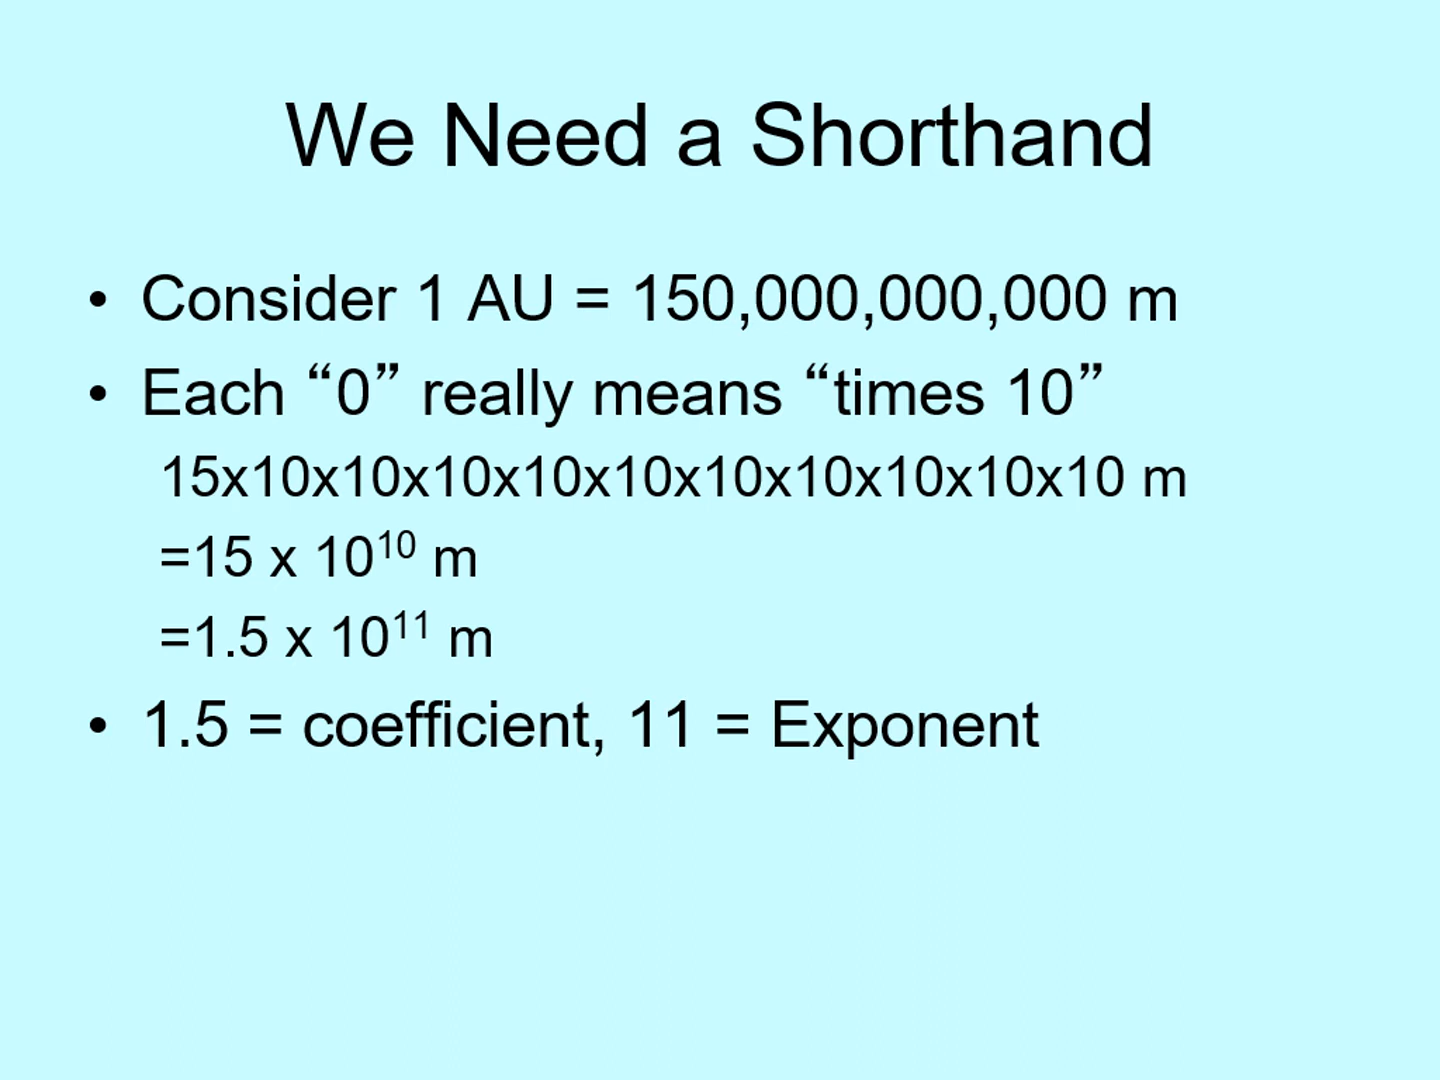 We Need a Shorthand
• Consider 1 AU = 150,000,000,000 m
• Each “0” really means “times 10”
15x10x10x10x10x10x10x10x10x10x10 m
=15 x 10¹⁰ m
=1.5 x 10¹¹ m
• 1.5 = coefficient, 11 = Exponent